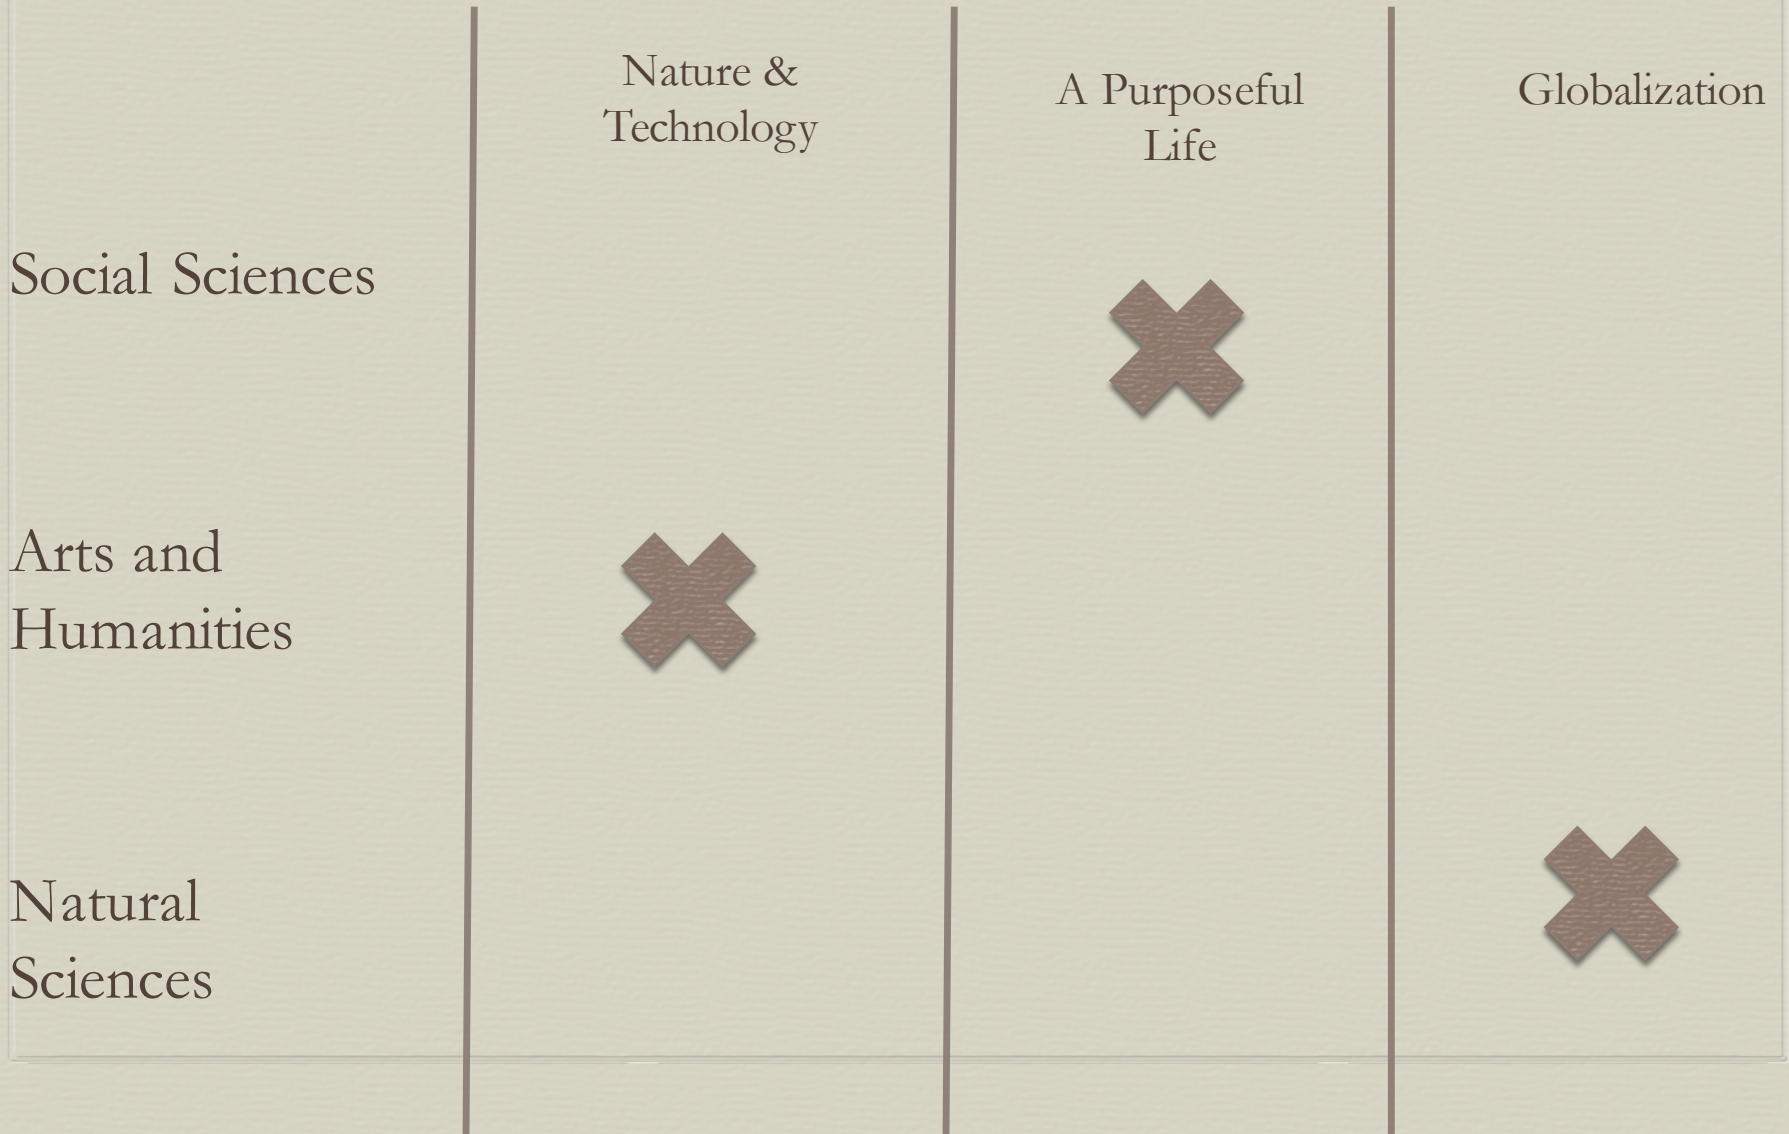 Nature &
Technology
A Purposeful
Life
Globalization
Social Sciences
Arts and
Humanities
Natural
Sciences